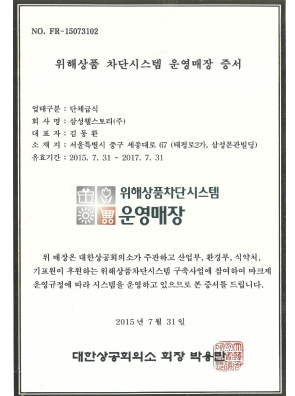 NO. FR-15073102
위해상품 차단시스템 운영매장 증서
업태구분 : 단체급식
회 사 명 : 삼성웰스토리(주)
대 표 자 : 김 동 환
소 재 지 : 서울특별시 중구 세종대로 67 (태평로2가, 삼성본관빌딩)
유효기간 : 2015. 7. 31 ~ 2017. 7. 31
위해상품차단시스템
운영매장
위 매장은 대한상공회의소가 주관하고 산업부, 환경부, 식약처,
기표원이 후원하는 위해상품차단시스템 구축사업에 참여하여 마크제
운영규정에 따라 시스템을 운영하고 있으므로 본 증서를 드립니다.
2015 년 7 월 31 일
대한상공회의소 회장 박용만